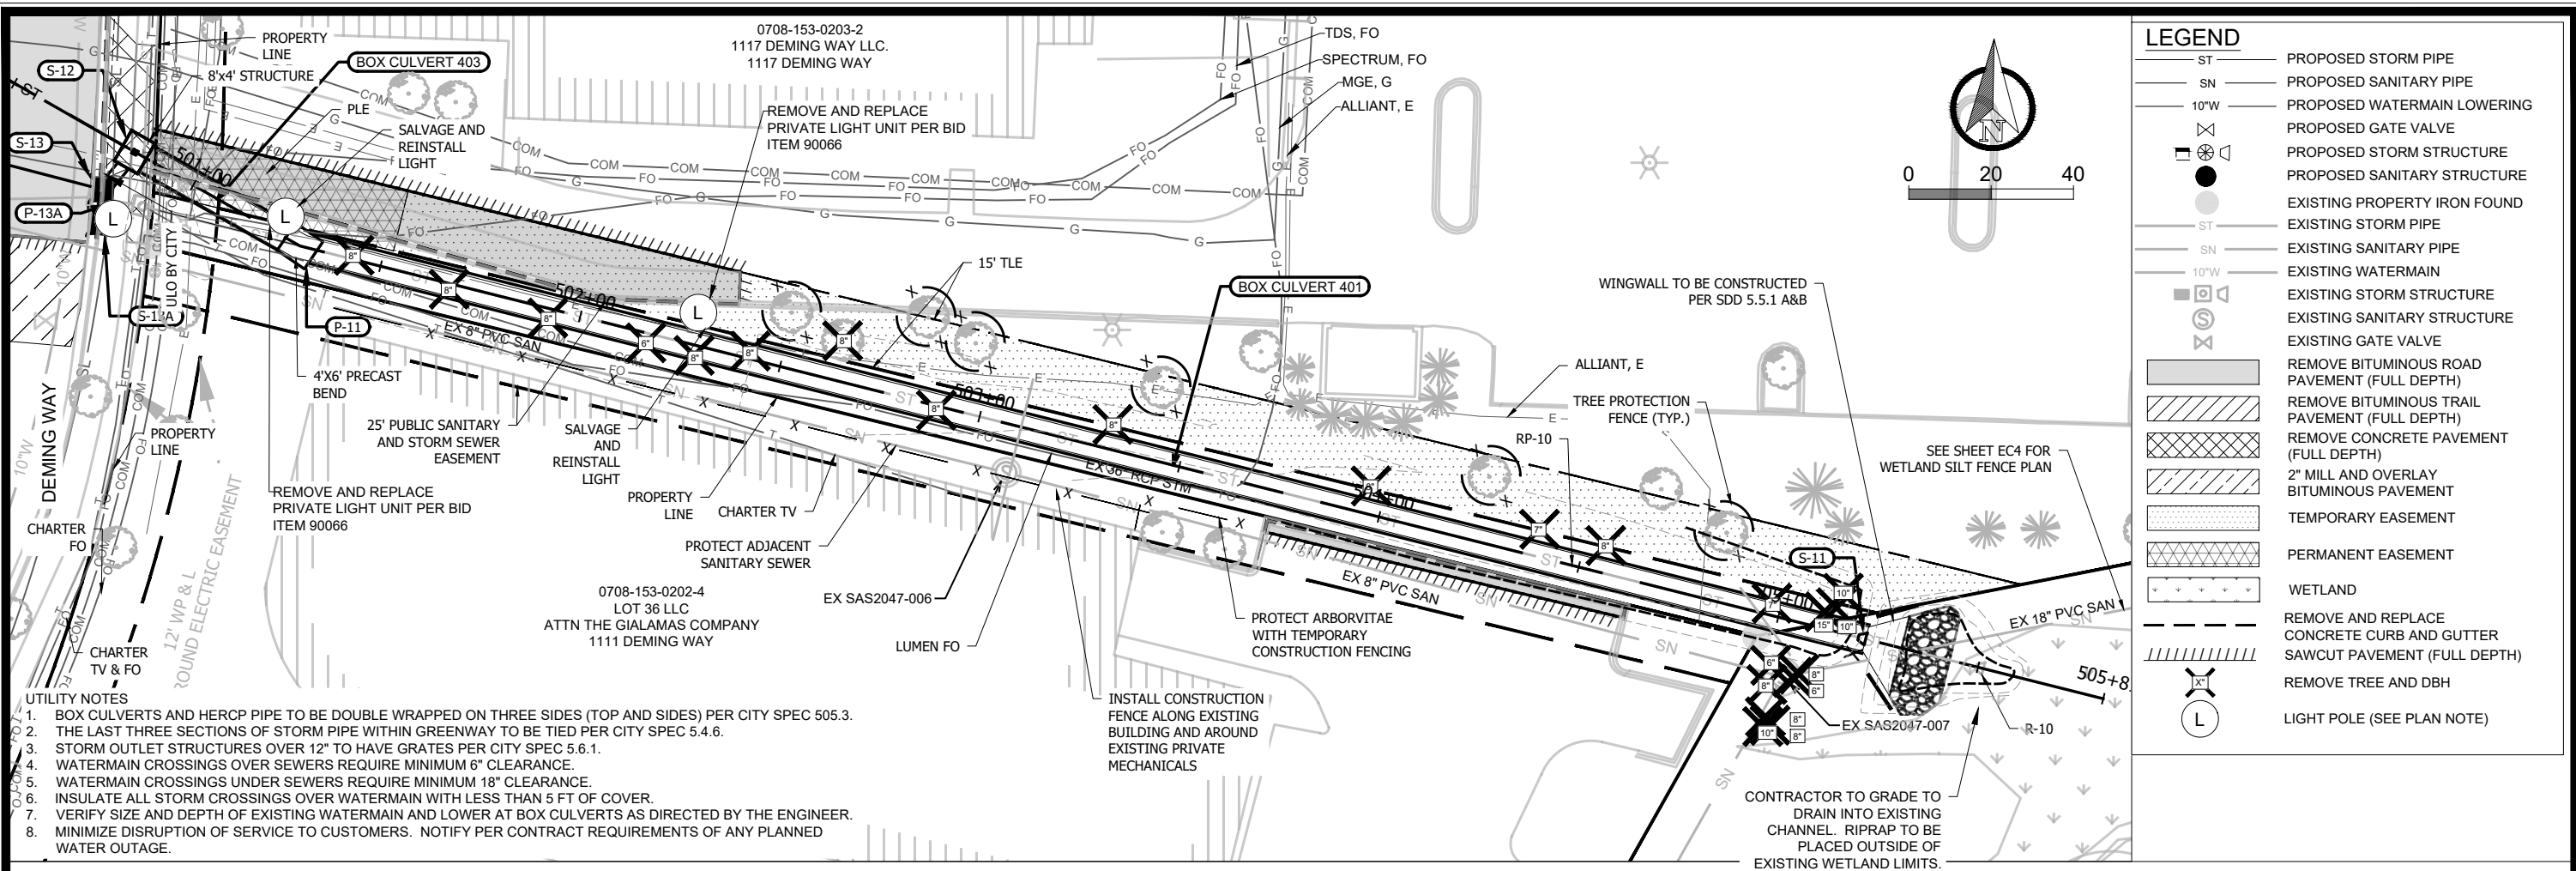 0708-153-0203-2
1117 DEMING WAY LLC.
1117 DEMING WAY
PROPERTY
LINE
S-12
8'x4' STRUCTURE
BOX CULVERT 403
PLE
SALVAGE AND
REINSTALL
LIGHT
S-13
P-13A
501+00
REMOVE AND REPLACE
PRIVATE LIGHT UNIT PER BID
ITEM 90066
TDS, FO
SPECTRUM, FO
MGE, G
ALLIANT, E
N
0 20 40
ULO BY CITY
S-13A
P-11
502+00
15' TLE
BOX CULVERT 401
WINGWALL TO BE CONSTRUCTED
PER SDD 5.5.1 A&B
EX 8" PVC SAN
4'X6' PRECAST
BEND
25' PUBLIC SANITARY
AND STORM SEWER
EASEMENT
SALVAGE
AND
REINSTALL
LIGHT
503+00
ALLIANT, E
TREE PROTECTION
FENCE (TYP.)
RP-10
SEE SHEET EC4 FOR
WETLAND SILT FENCE PLAN
PROPERTY
LINE
DEMING WAY
10"W
REMOVE AND REPLACE
PRIVATE LIGHT UNIT PER BID
ITEM 90066
PROPERTY
LINE
CHARTER TV
EX 36" RCP STM
504+00
CHARTER
FO
PROTECT ADJACENT
SANITARY SEWER
12' WP & L
ROUND ELECTRIC EASEMENT
0708-153-0202-4
LOT 36 LLC
ATTN THE GIALAMAS COMPANY
1111 DEMING WAY
EX SAS2047-006
LUMEN FO
EX 8" PVC SAN
PROTECT ARBORVITAE
WITH TEMPORARY
CONSTRUCTION FENCING
S-11
505+00
EX 18" PVC SAN
505+8
CHARTER
TV & FO
INSTALL CONSTRUCTION
FENCE ALONG EXISTING
BUILDING AND AROUND
EXISTING PRIVATE
MECHANICALS
EX SAS2047-007
R-10
CONTRACTOR TO GRADE TO
DRAIN INTO EXISTING
CHANNEL. RIPRAP TO BE
PLACED OUTSIDE OF
EXISTING WETLAND LIMITS.
UTILITY NOTES
1. BOX CULVERTS AND HERCP PIPE TO BE DOUBLE WRAPPED ON THREE SIDES (TOP AND SIDES) PER CITY SPEC 505.3.
2. THE LAST THREE SECTIONS OF STORM PIPE WITHIN GREENWAY TO BE TIED PER CITY SPEC 5.4.6.
3. STORM OUTLET STRUCTURES OVER 12" TO HAVE GRATES PER CITY SPEC 5.6.1.
4. WATERMAIN CROSSINGS OVER SEWERS REQUIRE MINIMUM 6" CLEARANCE.
5. WATERMAIN CROSSINGS UNDER SEWERS REQUIRE MINIMUM 18" CLEARANCE.
6. INSULATE ALL STORM CROSSINGS OVER WATERMAIN WITH LESS THAN 5 FT OF COVER.
7. VERIFY SIZE AND DEPTH OF EXISTING WATERMAIN AND LOWER AT BOX CULVERTS AS DIRECTED BY THE ENGINEER.
8. MINIMIZE DISRUPTION OF SERVICE TO CUSTOMERS. NOTIFY PER CONTRACT REQUIREMENTS OF ANY PLANNED
WATER OUTAGE.
LEGEND
ST PROPOSED STORM PIPE
SN PROPOSED SANITARY PIPE
10"W PROPOSED WATERMAIN LOWERING
PROPOSED GATE VALVE
PROPOSED STORM STRUCTURE
PROPOSED SANITARY STRUCTURE
EXISTING PROPERTY IRON FOUND
ST EXISTING STORM PIPE
SN EXISTING SANITARY PIPE
10"W EXISTING WATERMAIN
EXISTING STORM STRUCTURE
S EXISTING SANITARY STRUCTURE
EXISTING GATE VALVE
REMOVE BITUMINOUS ROAD
PAVEMENT (FULL DEPTH)
REMOVE BITUMINOUS TRAIL
PAVEMENT (FULL DEPTH)
REMOVE CONCRETE PAVEMENT
(FULL DEPTH)
2" MILL AND OVERLAY
BITUMINOUS PAVEMENT
TEMPORARY EASEMENT
PERMANENT EASEMENT
WETLAND
REMOVE AND REPLACE
CONCRETE CURB AND GUTTER
SAWCUT PAVEMENT (FULL DEPTH)
X" REMOVE TREE AND DBH
L LIGHT POLE (SEE PLAN NOTE)